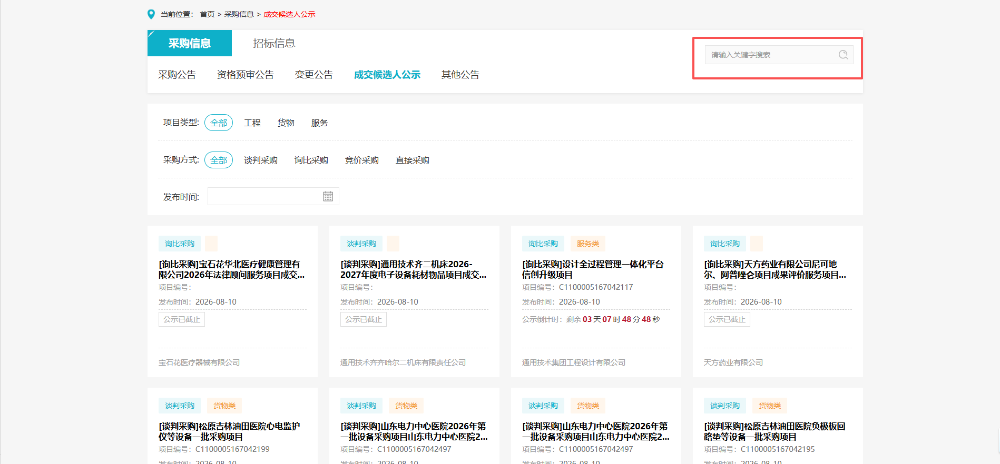 当前位置： 首页 > 采购信息 > 成交候选人公示
采购信息 招标信息
请输入关键字搜索
采购公告 资格预审公告 变更公告 成交候选人公示 其他公告
项目类型: 全部 工程 货物 服务
采购方式: 全部 谈判采购 询比采购 竞价采购 直接采购
发布时间:
询比采购
[询比采购]宝石花华北医疗健康管理有
限公司2026年法律顾问服务项目成交...
项目编号：
发布时间：2026-08-10
公示已截止
宝石花医疗器械有限公司
谈判采购
[谈判采购]通用技术齐二机床2026-
2027年度电子设备耗材物品项目成交...
项目编号：
发布时间：2026-08-10
公示已截止
通用技术齐齐哈尔二机床有限责任公司
询比采购 服务类
[询比采购]设计全过程管理一体化平台
信创升级项目
项目编号：C1100005167042117
发布时间：2026-08-10
公示倒计时：剩余 03 天 07 时 48 分 48 秒
通用技术集团工程设计有限公司
询比采购
[询比采购]天方药业有限公司尼可地
尔、阿普唑仑项目成果评价服务项目...
项目编号：
发布时间：2026-08-10
公示已截止
天方药业有限公司
谈判采购 货物类
[谈判采购]松原吉林油田医院心电监护
仪等设备一批采购项目
项目编号：C1100005167042199
发布时间：2026-08-10
谈判采购 货物类
[谈判采购]山东电力中心医院2026年第
一批设备采购项目山东电力中心医院2...
项目编号：C1100005167042497
发布时间：2026-08-10
谈判采购 货物类
[谈判采购]山东电力中心医院2026年第
一批设备采购项目山东电力中心医院2...
项目编号：C1100005167042497
发布时间：2026-08-10
谈判采购 货物类
[谈判采购]松原吉林油田医院负极板回
路垫等设备一批采购项目
项目编号：C1100005167042195
发布时间：2026-08-10